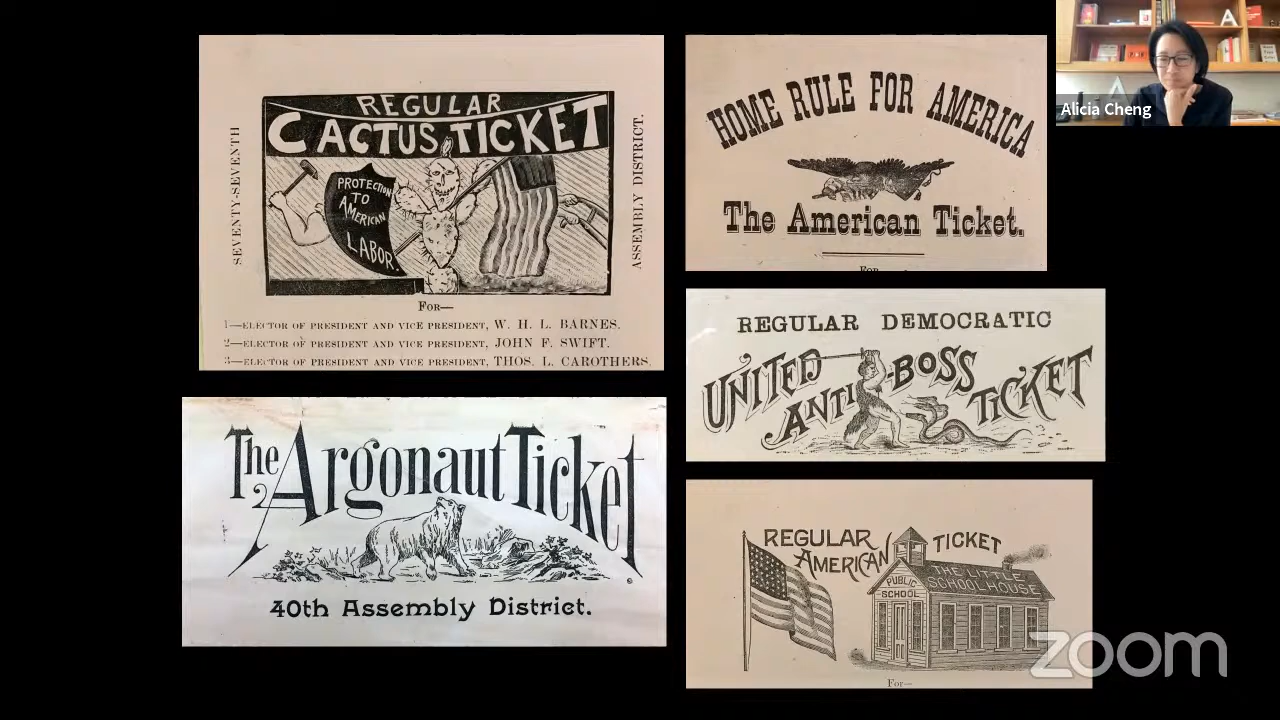 REGULAR
CACTUS TICKET
SEVENTY-SEVENTH
ASSEMBLY DISTRICT.
PROTECTION
TO
AMERICAN
LABOR.
For—
1—ELECTOR OF PRESIDENT AND VICE PRESIDENT, W. H. L. BARNES.
2—ELECTOR OF PRESIDENT AND VICE PRESIDENT, JOHN F. SWIFT.
3—ELECTOR OF PRESIDENT AND VICE PRESIDENT, THOS. L. CAROTHERS.
The Argonaut Ticket
40th Assembly District.
HOME RULE FOR AMERICA
The American Ticket.
For
REGULAR DEMOCRATIC
UNITED
ANTI-BOSS
TICKET
REGULAR
AMERICAN
TICKET
PUBLIC
SCHOOL
THE LITTLE
SCHOOL HOUSE
For—
Alicia Cheng
zoom